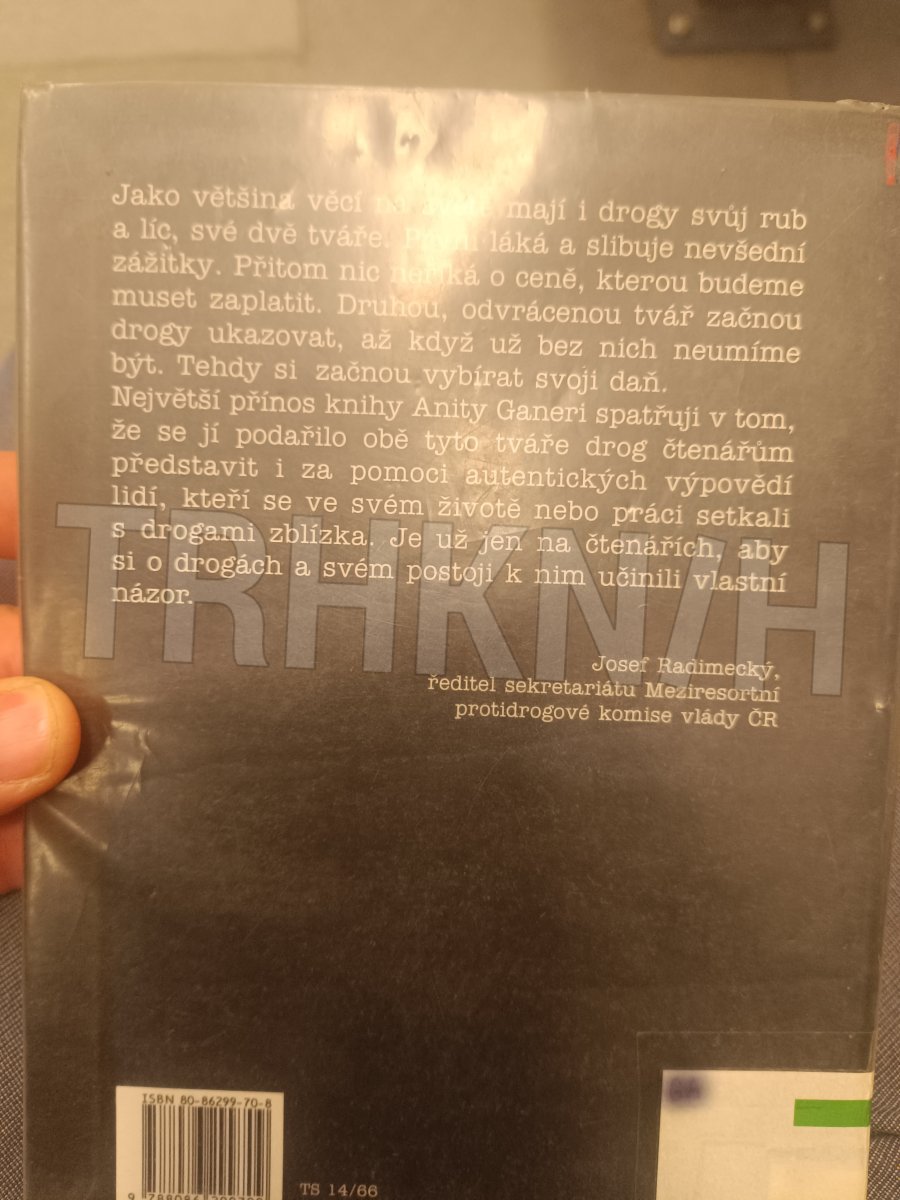 Jako většina věcí mají i drogy svůj rub
a líc, své dvě tváře. První láká a slibuje nevšední
zážitky. Přitom nic neříká o ceně, kterou budeme
muset zaplatit. Druhou, odvrácenou tvář začnou
drogy ukazovat, až když už bez nich neumíme
být. Tehdy si začnou vybírat svoji daň.
Největší přínos knihy Anity Ganeri spatřuji v tom,
že se jí podařilo obě tyto tváře drog čtenářům
představit i za pomoci autentických výpovědí
lidí, kteří se ve svém životě nebo práci setkali
s drogami zblízka. Je už jen na čtenářích, aby
si o drogách a svém postoji k nim učinili vlastní
názor.
TRHKN/H
Josef Radimecký,
ředitel sekretariátu Meziresortní
protidrogové komise vlády ČR
ISBN 80-86299-70-8
TS 14/66